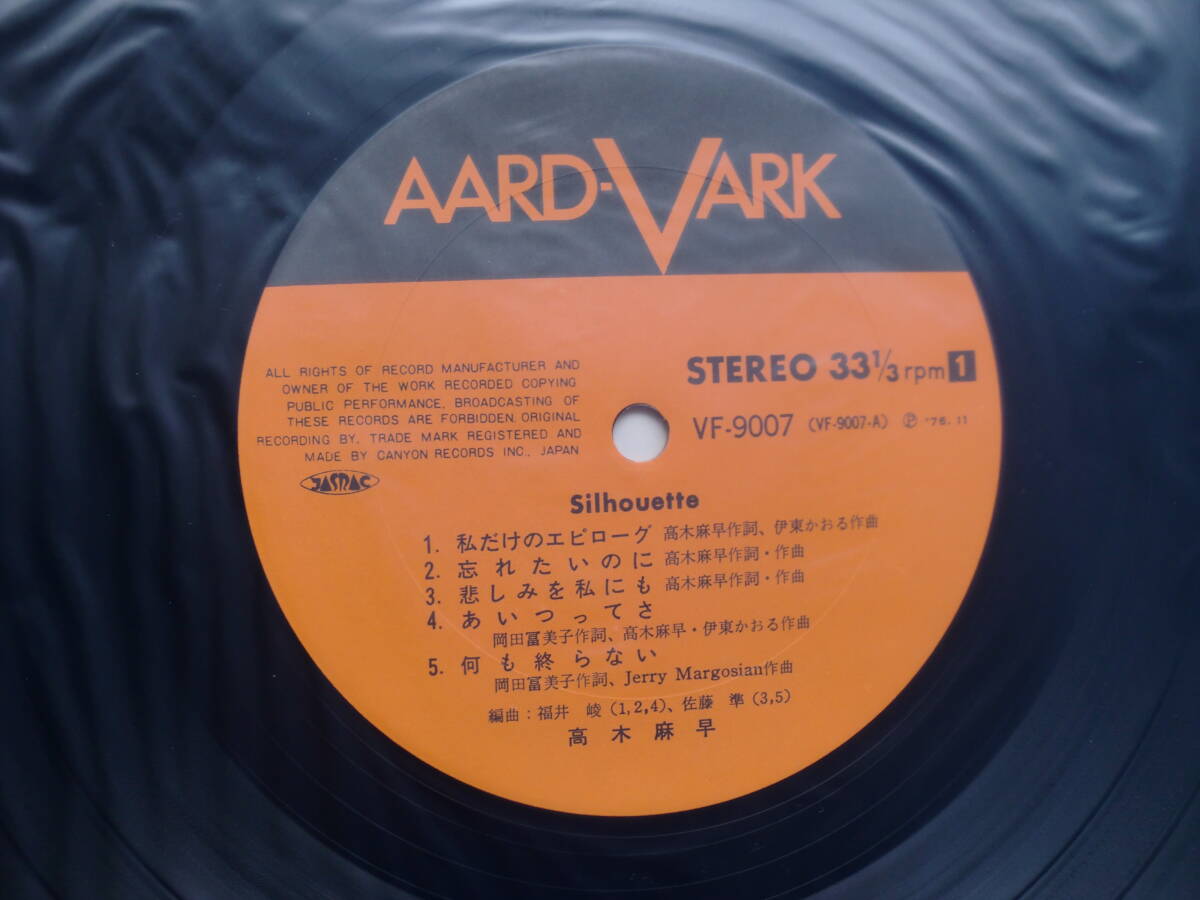 AARD-VARK
ALL RIGHTS OF RECORD MANUFACTURER AND
OWNER OF THE WORK RECORDED COPYING
PUBLIC PERFORMANCE, BROADCASTING OF
THESE RECORDS ARE FORBIDDEN. ORIGINAL
RECORDING BY, TRADE MARK REGISTERED AND
MADE BY CANYON RECORDS INC., JAPAN
JASRAC
STEREO 33 1/3 rpm 1
VF-9007 (VF-9007-A) ℗ '76.11
Silhouette
1. 私だけのエピローグ 高木麻早作詞、伊東かおる作曲
2. 忘れたいのに 高木麻早作詞・作曲
3. 悲しみを私にも 高木麻早作詞・作曲
4. あいつってさ
岡田冨美子作詞、高木麻早・伊東かおる作曲
5. 何も終らない
岡田冨美子作詞、Jerry Margosian作曲
編曲:福井 崚(1,2,4)、佐藤 準(3,5)
高木麻早